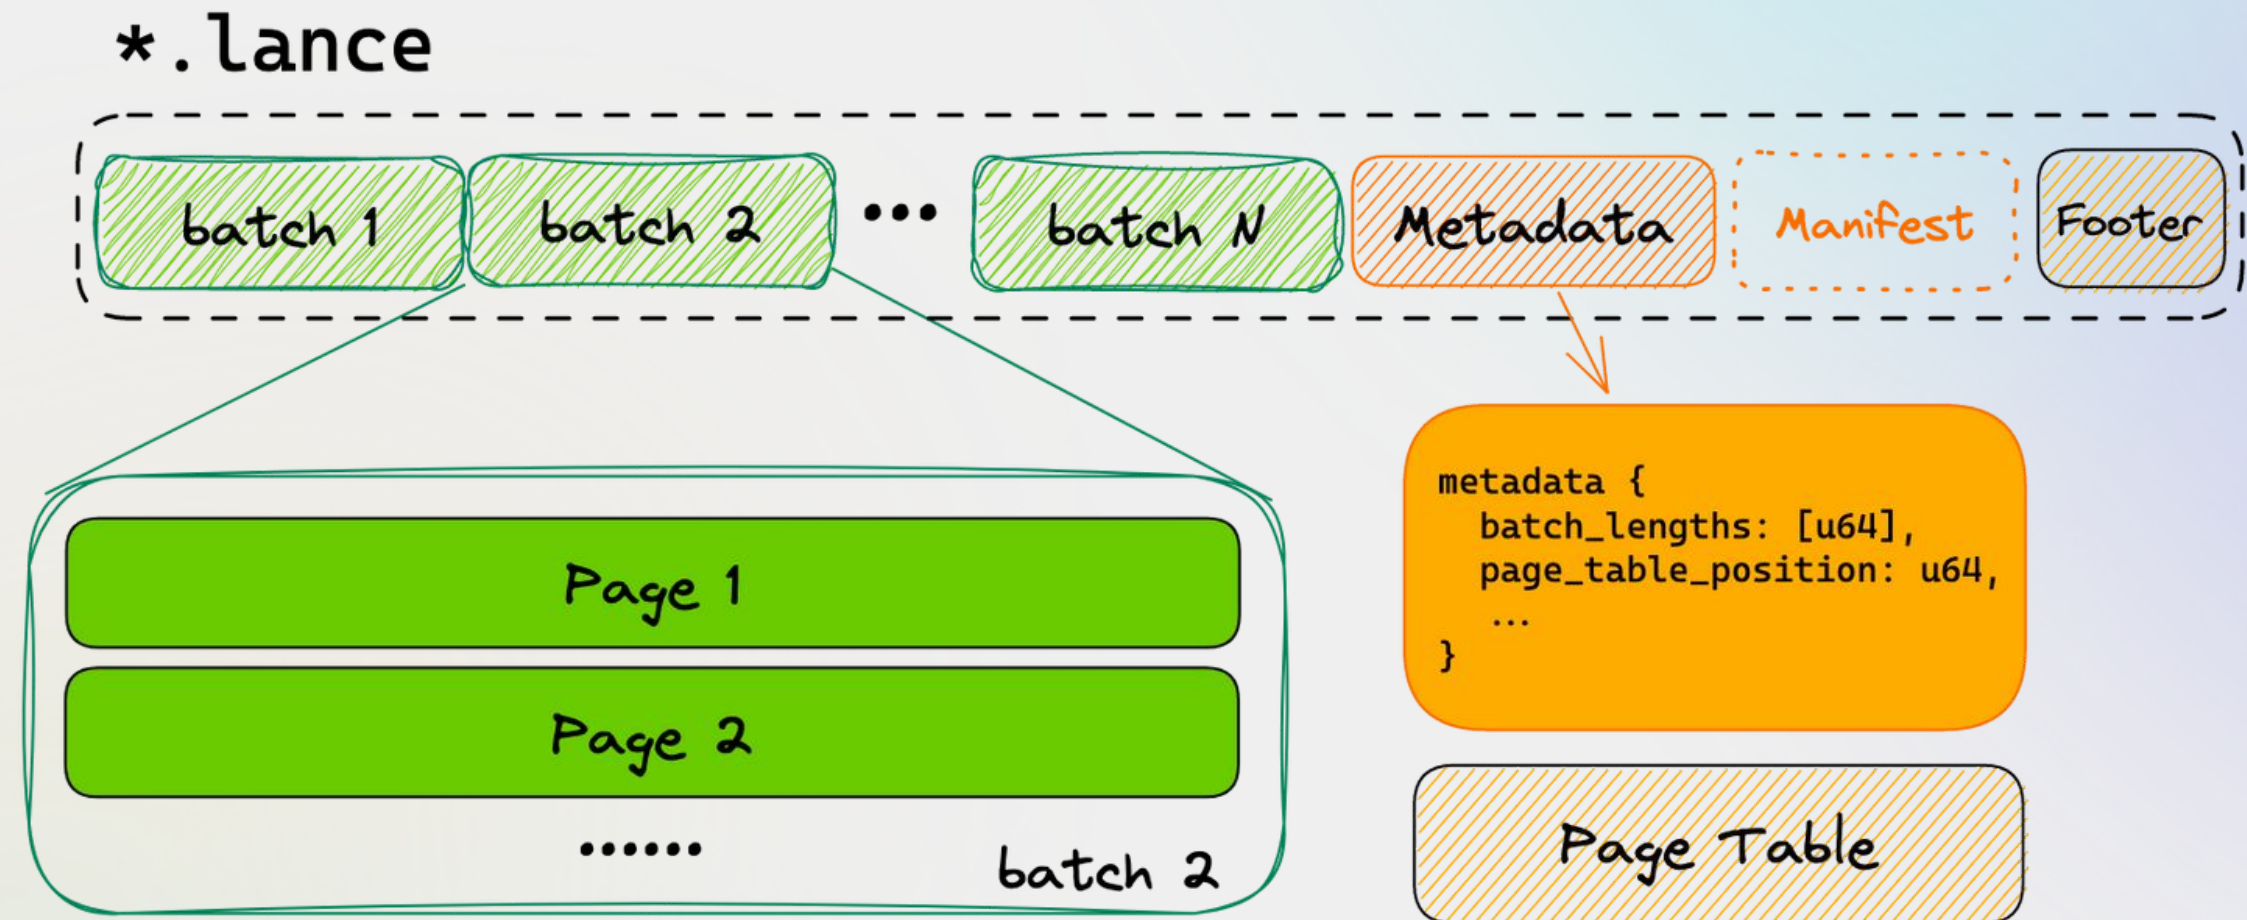 *.lance
batch 1 batch 2 ... batch N Metadata Manifest Footer
metadata {
batch_lengths: [u64],
page_table_position: u64,
...
}
Page 1
Page 2
......
batch 2
Page Table